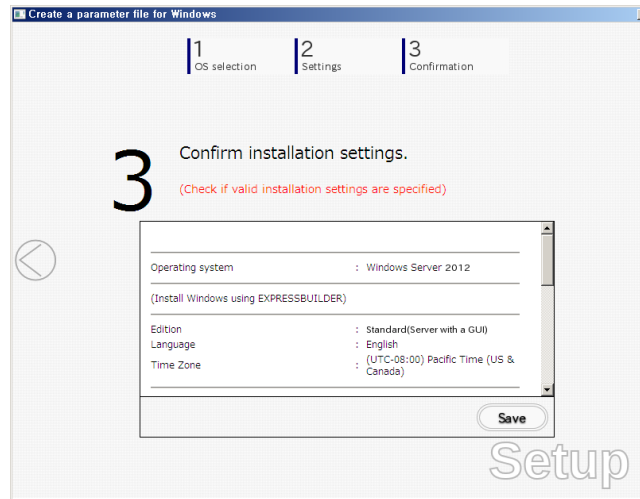 Create a parameter file for Windows
1
OS selection
2
Settings
3
Confirmation
3
Confirm installation settings.
(Check if valid installation settings are specified)
Operating system : Windows Server 2012
(Install Windows using EXPRESSBUILDER)
Edition : Standard(Server with a GUI)
Language : English
Time Zone : (UTC-08:00) Pacific Time (US &
Canada)
Save
Setup